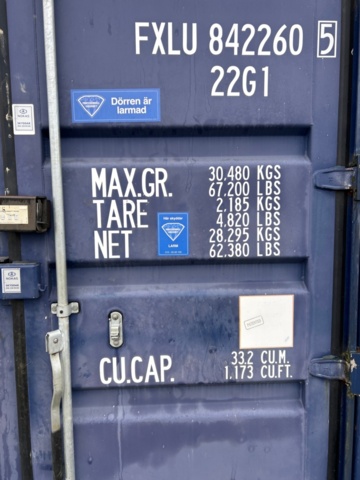 FXLU 842260 5
22G1
Dörren är
larmad
MAX.GR. 30.480 KGS
67.200 LBS
TARE 2.185 KGS
4.820 LBS
NET 28.295 KGS
62.380 LBS
CU.CAP. 33.2 CU.M.
1.173 CU.FT.